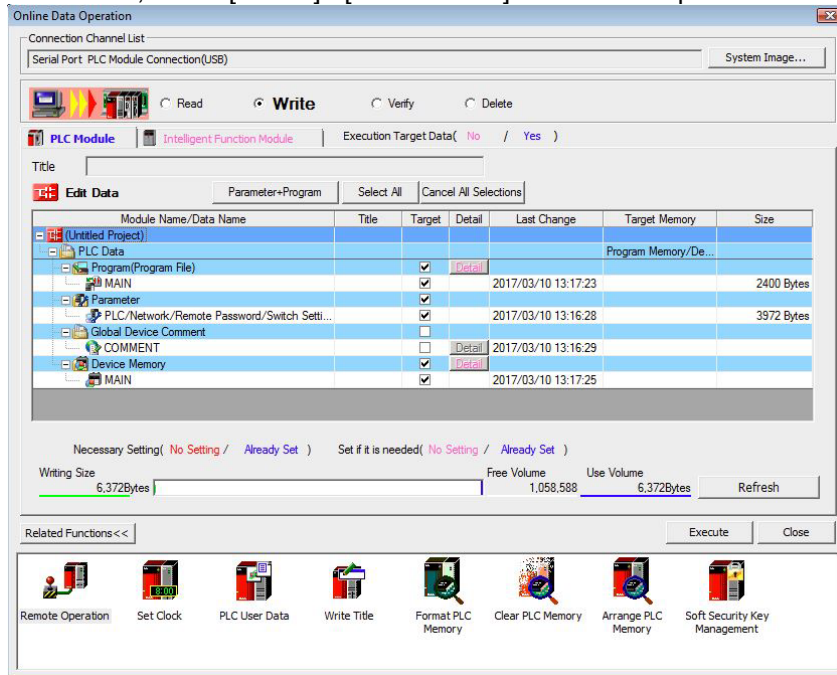 Online Data Operation
Connection Channel List
Serial Port PLC Module Connection(USB)
System Image...
Read
Write
Verify
Delete
PLC Module
Intelligent Function Module
Execution Target Data( No / Yes )
Title
Edit Data
Parameter+Program
Select All
Cancel All Selections
Module Name/Data Name Title Target Detail Last Change Target Memory Size
(Untitled Project)
PLC Data Program Memory/De...
Program(Program File) Detail
MAIN 2017/03/10 13:17:23 2400 Bytes
Parameter
PLC/Network/Remote Password/Switch Setti... 2017/03/10 13:16:28 3972 Bytes
Global Device Comment
COMMENT Detail 2017/03/10 13:16:29
Device Memory Detail
MAIN 2017/03/10 13:17:25
Necessary Setting( No Setting / Already Set ) Set if it is needed( No Setting / Already Set )
Writing Size Free Volume Use Volume
6,372Bytes 1,058,588 6,372Bytes Refresh
Related Functions<< Execute Close
8:00
Remote Operation Set Clock PLC User Data Write Title Format PLC Memory Clear PLC Memory Arrange PLC Memory Soft Security Key Management